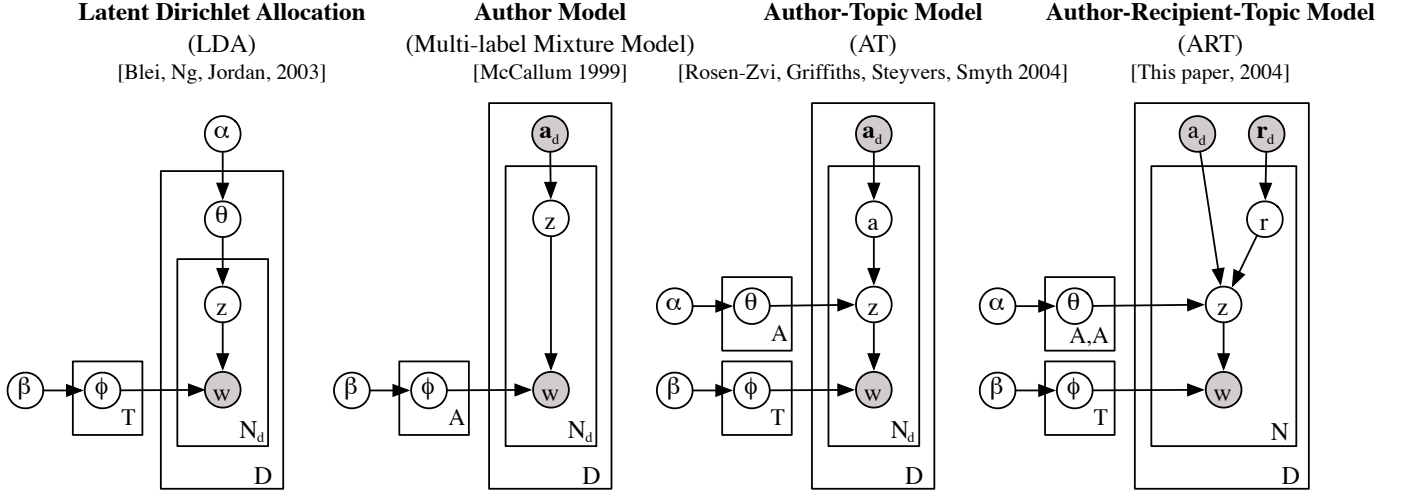 Latent Dirichlet Allocation
(LDA)
[Blei, Ng, Jordan, 2003]
α
θ
z
β
ϕ
T
w
N_d
D
Author Model
(Multi-label Mixture Model)
[McCallum 1999]
a_d
z
β
ϕ
A
w
N_d
D
Author-Topic Model
(AT)
[Rosen-Zvi, Griffiths, Steyvers, Smyth 2004]
a_d
a
α
θ
A
z
β
ϕ
T
w
N_d
D
Author-Recipient-Topic Model
(ART)
[This paper, 2004]
a_d
r_d
r
α
θ
A,A
z
β
ϕ
T
w
N
D